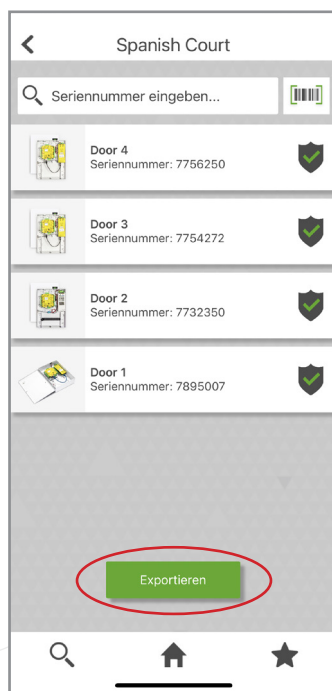 Spanish Court
Seriennummer eingeben...
Door 4
Seriennummer: 7756250
Door 3
Seriennummer: 7754272
Door 2
Seriennummer: 7732350
Door 1
Seriennummer: 7895007
Exportieren